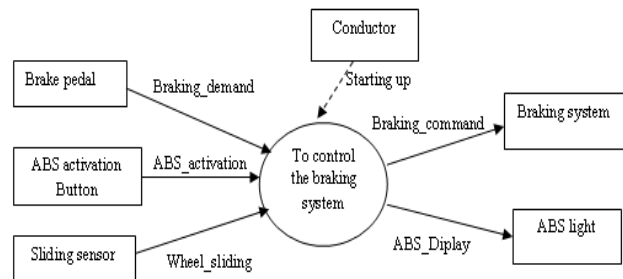 Conductor
Starting up
Brake pedal
Braking_demand
Braking_command
Braking system
ABS activation
Button
ABS_activation
To control
the braking
system
Sliding sensor
Wheel_sliding
ABS_Diplay
ABS light